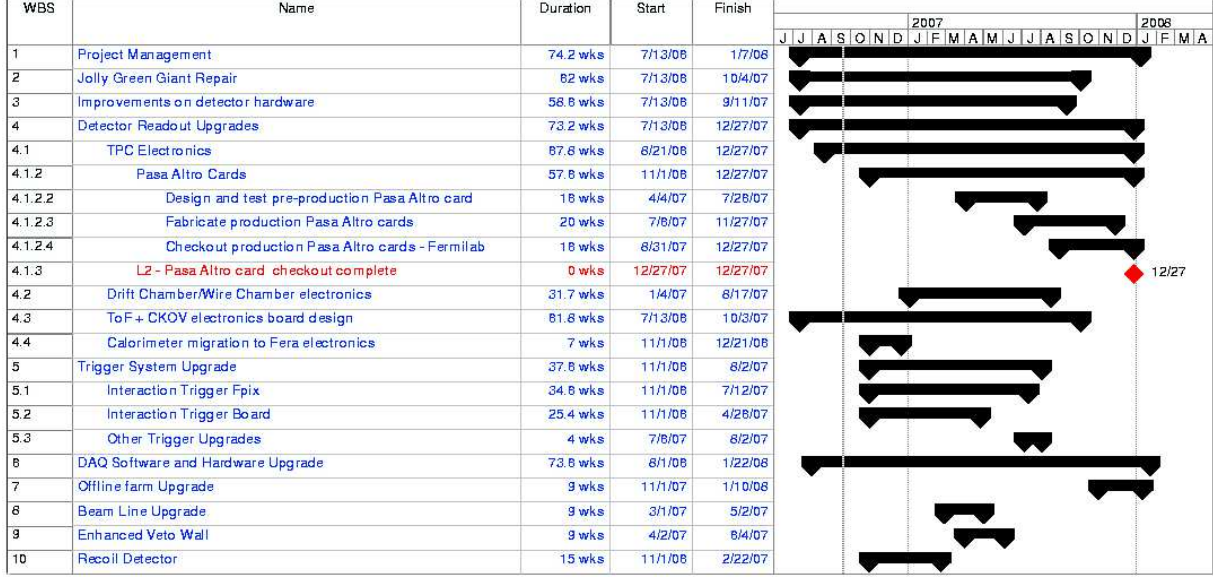 WBS Name Duration Start Finish
2007 2008
J J A S O N D J F M A M J J A S O N D J F M A
1 Project Management 74.2 wks 7/13/06 1/7/08
2 Jolly Green Giant Repair 62 wks 7/13/06 10/4/07
3 Improvements on detector hardware 58.6 wks 7/13/06 9/11/07
4 Detector Readout Upgrades 73.2 wks 7/13/06 12/27/07
4.1 TPC Electronics 67.6 wks 8/21/06 12/27/07
4.1.2 Pasa Altro Cards 57.6 wks 11/1/06 12/27/07
4.1.2.2 Design and test pre-production Pasa Altro card 16 wks 4/4/07 7/26/07
4.1.2.3 Fabricate production Pasa Altro cards 20 wks 7/6/07 11/27/07
4.1.2.4 Checkout production Pasa Altro cards - Fermilab 16 wks 8/31/07 12/27/07
4.1.3 L2 - Pasa Altro card checkout complete 0 wks 12/27/07 12/27/07 12/27
4.2 Drift Chamber/Wire Chamber electronics 31.7 wks 1/4/07 8/17/07
4.3 ToF + CKOV electronics board design 61.8 wks 7/13/06 10/3/07
4.4 Calorimeter migration to Fera electronics 7 wks 11/1/06 12/21/06
5 Trigger System Upgrade 37.6 wks 11/1/06 8/2/07
5.1 Interaction Trigger Fpix 34.6 wks 11/1/06 7/12/07
5.2 Interaction Trigger Board 25.4 wks 11/1/06 4/26/07
5.3 Other Trigger Upgrades 4 wks 7/6/07 8/2/07
6 DAQ Software and Hardware Upgrade 73.6 wks 8/1/06 1/22/08
7 Offline farm Upgrade 9 wks 11/1/07 1/10/08
8 Beam Line Upgrade 9 wks 3/1/07 5/2/07
9 Enhanced Veto Wall 9 wks 4/2/07 6/4/07
10 Recoil Detector 15 wks 11/1/06 2/22/07